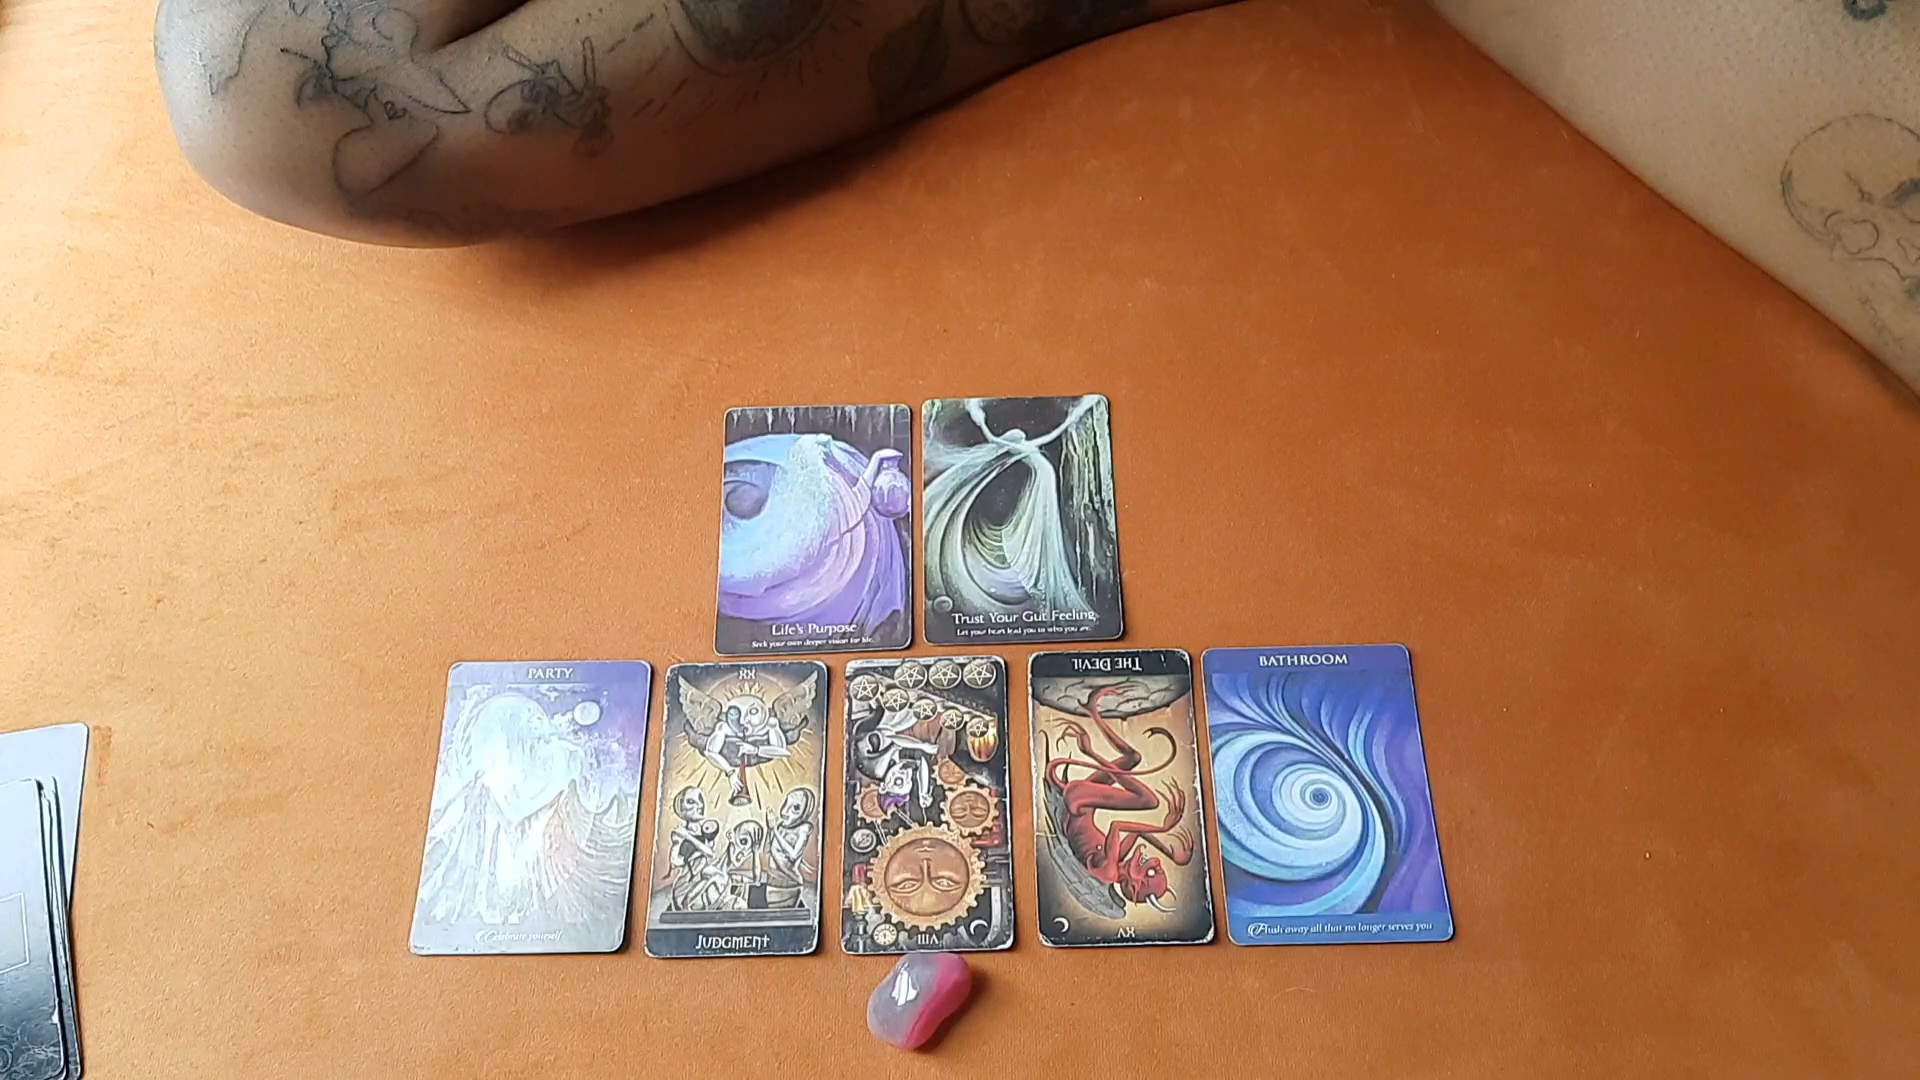 Life's Purpose
Seek your own deeper vision for life.
Trust Your Gut Feeling
Let your heart lead you to who you are.
PARTY
Celebrate yourself
XX
JUDGMENT
VIII
THE DEVIL
XV
BATHROOM
Flush away all that no longer serves you